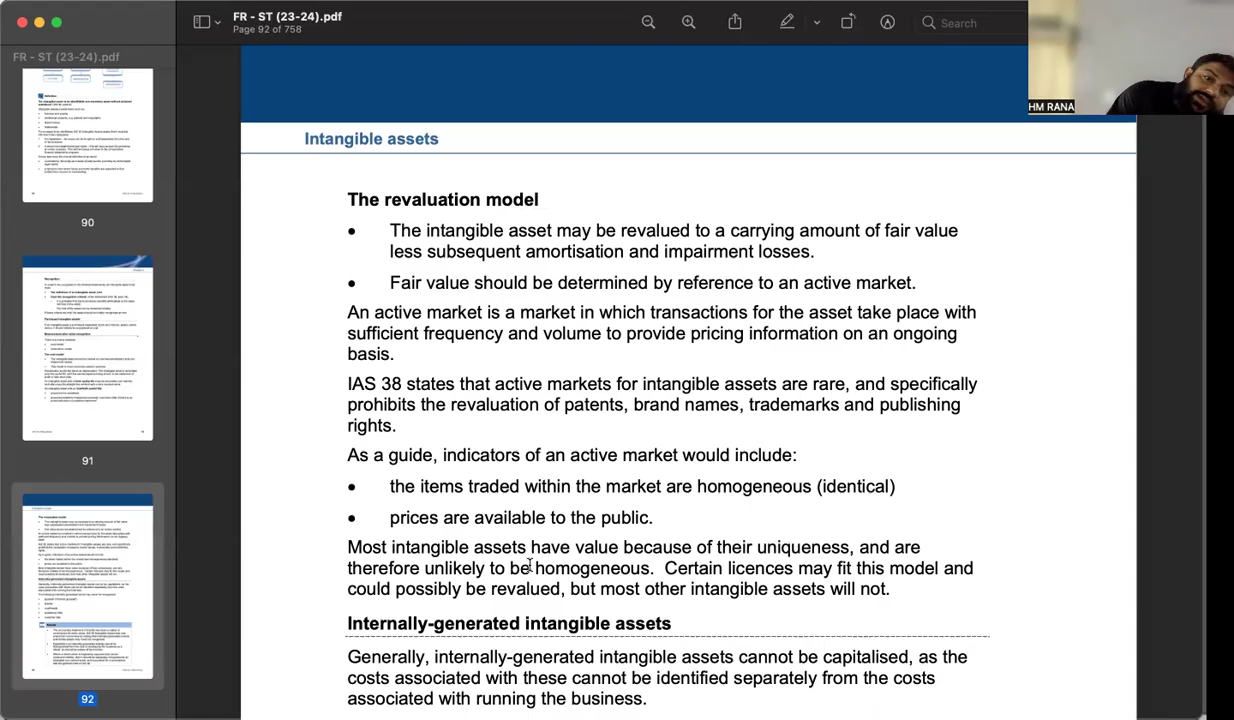 FR - ST (23-24).pdf
Page 92 of 758
Search
FR - ST (23-24).pdf
HM RANA
90
91
92
Intangible assets
The revaluation model
• The intangible asset may be revalued to a carrying amount of fair value
less subsequent amortisation and impairment losses.
• Fair value should be determined by reference to an active market.
An active market is a market in which transactions for the asset take place with
sufficient frequency and volume to provide pricing information on an ongoing
basis.
IAS 38 states that active markets for intangible assets are rare, and specifically
prohibits the revaluation of patents, brand names, trademarks and publishing
rights.
As a guide, indicators of an active market would include:
• the items traded within the market are homogeneous (identical)
• prices are available to the public.
Most intangible assets have value because of their uniqueness, and are
therefore unlikely to be homogeneous. Certain licences may fit this model and
could possibly be revalued, but most other intangible assets will not.
Internally-generated intangible assets
Generally, internally-generated intangible assets cannot be capitalised, as the
costs associated with these cannot be identified separately from the costs
associated with running the business.